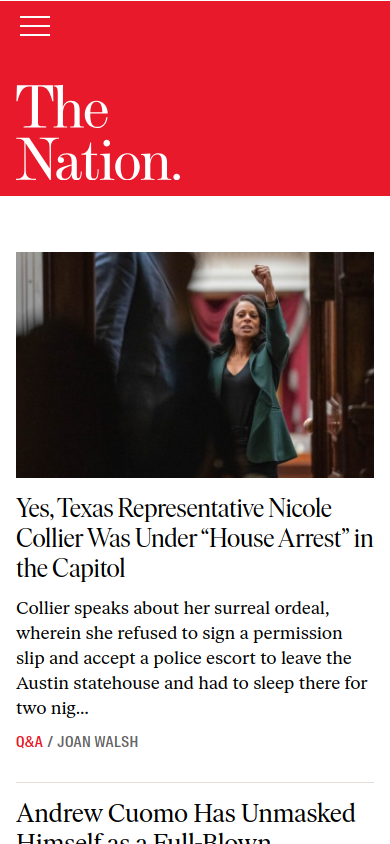 The
Nation.
Yes, Texas Representative Nicole
Collier Was Under “House Arrest” in
the Capitol
Collier speaks about her surreal ordeal,
wherein she refused to sign a permission
slip and accept a police escort to leave the
Austin statehouse and had to sleep there for
two nig...
Q&A / JOAN WALSH
Andrew Cuomo Has Unmasked
Himself as a Full-Blown